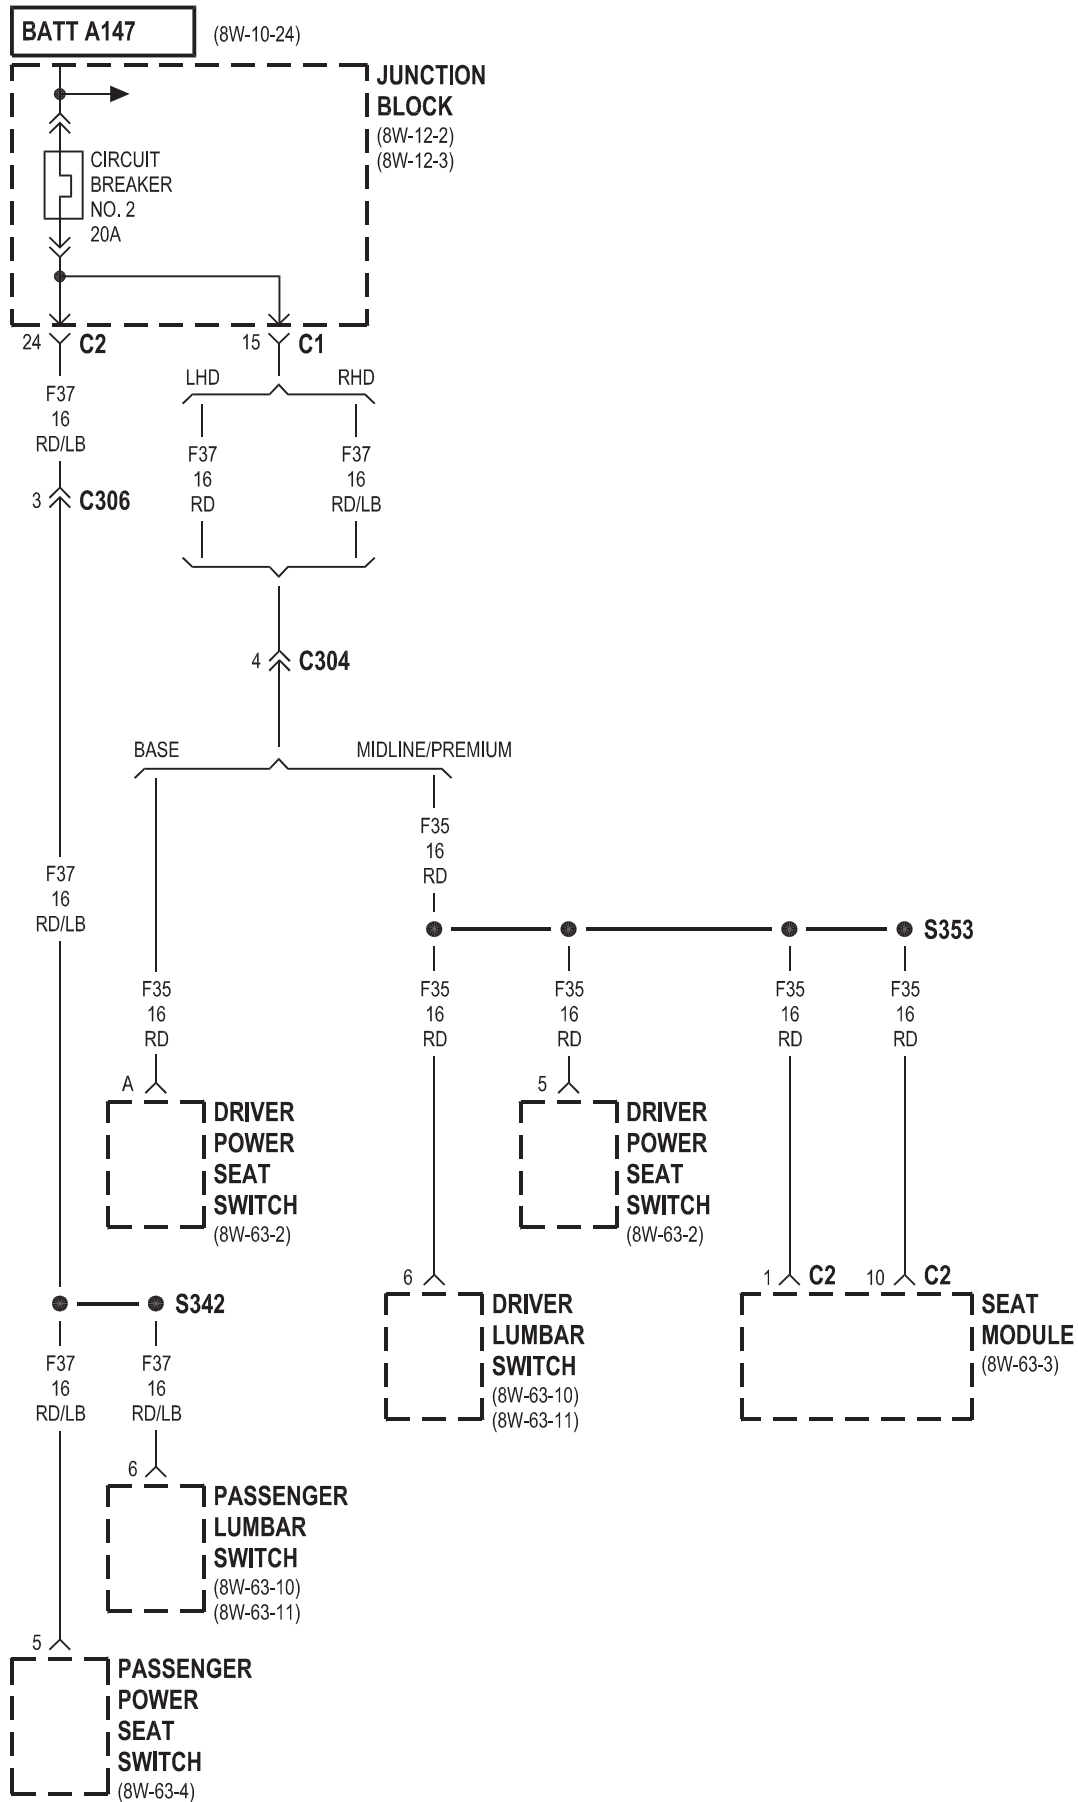 BATT A147
(8W-10-24)
JUNCTION
BLOCK
(8W-12-2)
(8W-12-3)
CIRCUIT
BREAKER
NO. 2
20A
24 C2
15 C1
F37
16
RD/LB
LHD
RHD
F37
16
RD
F37
16
RD/LB
3 C306
4 C304
BASE
MIDLINE/PREMIUM
F35
16
RD
F37
16
RD/LB
S353
F35
16
RD
F35
16
RD
F35
16
RD
F35
16
RD
F35
16
RD
A
DRIVER
POWER
SEAT
SWITCH
(8W-63-2)
5
DRIVER
POWER
SEAT
SWITCH
(8W-63-2)
6
DRIVER
LUMBAR
SWITCH
(8W-63-10)
(8W-63-11)
1 C2
10 C2
SEAT
MODULE
(8W-63-3)
S342
F37
16
RD/LB
F37
16
RD/LB
6
PASSENGER
LUMBAR
SWITCH
(8W-63-10)
(8W-63-11)
5
PASSENGER
POWER
SEAT
SWITCH
(8W-63-4)